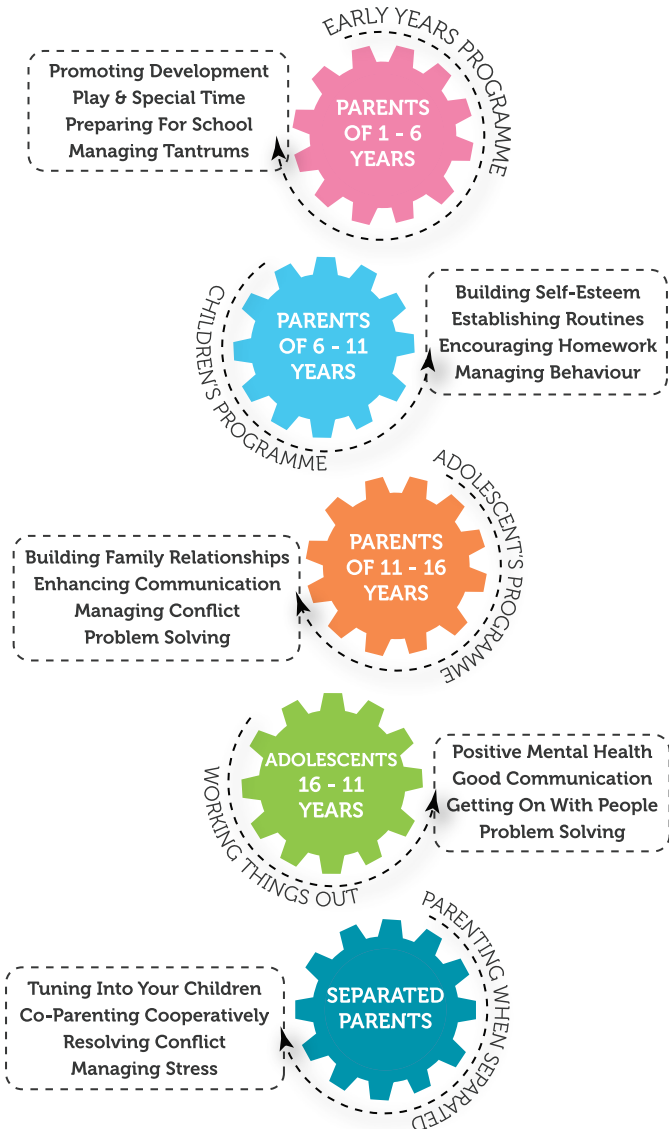 EARLY YEARS PROGRAMME
Promoting Development
Play & Special Time
Preparing For School
Managing Tantrums
PARENTS
OF 1 - 6
YEARS
CHILDREN'S PROGRAMME
PARENTS
OF 6 - 11
YEARS
Building Self-Esteem
Establishing Routines
Encouraging Homework
Managing Behaviour
ADOLESCENT'S PROGRAMME
Building Family Relationships
Enhancing Communication
Managing Conflict
Problem Solving
PARENTS
OF 11 - 16
YEARS
WORKING THINGS OUT
ADOLESCENTS
16 - 11
YEARS
Positive Mental Health
Good Communication
Getting On With People
Problem Solving
PARENTING WHEN SEPARATED
Tuning Into Your Children
Co-Parenting Cooperatively
Resolving Conflict
Managing Stress
SEPARATED
PARENTS